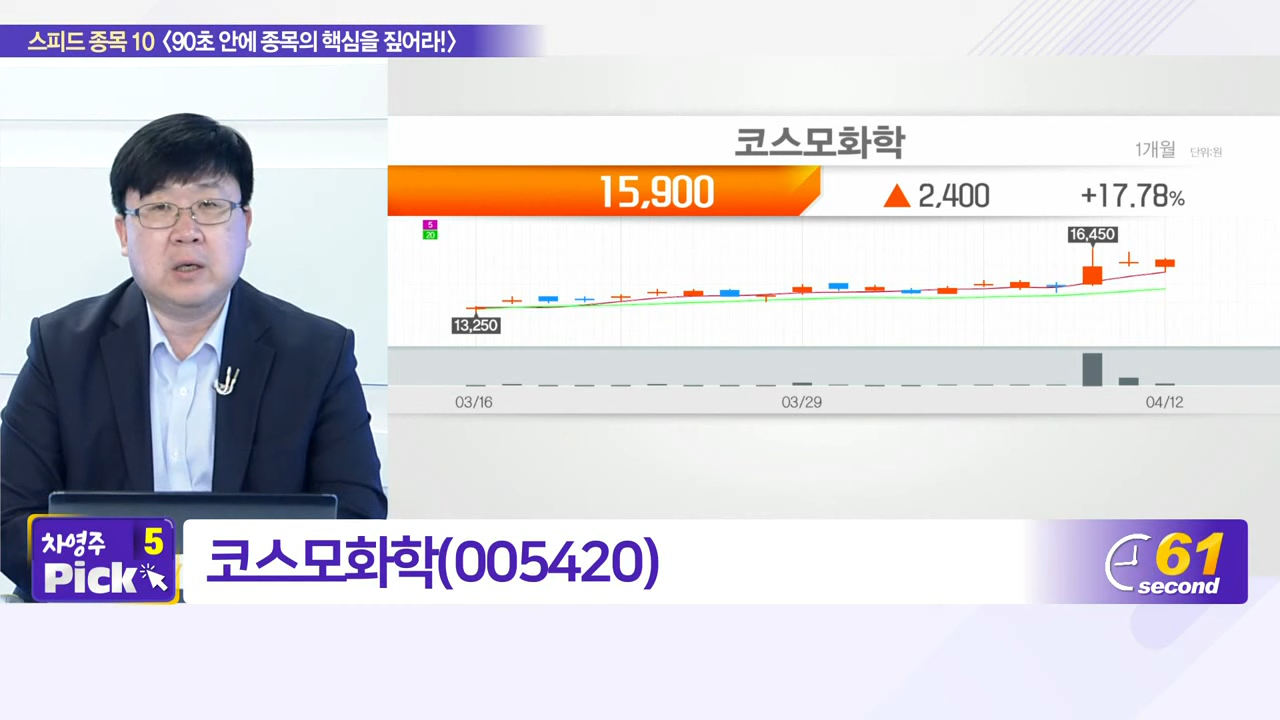 스피드 종목 10 <90초 안에 종목의 핵심을 짚어라!>
코스모화학
1개월 단위:원
15,900 ▲ 2,400 +17.78%
5
20
16,450
13,250
03/16 03/29 04/12
차영주 5
Pick
코스모화학(005420)
61
second